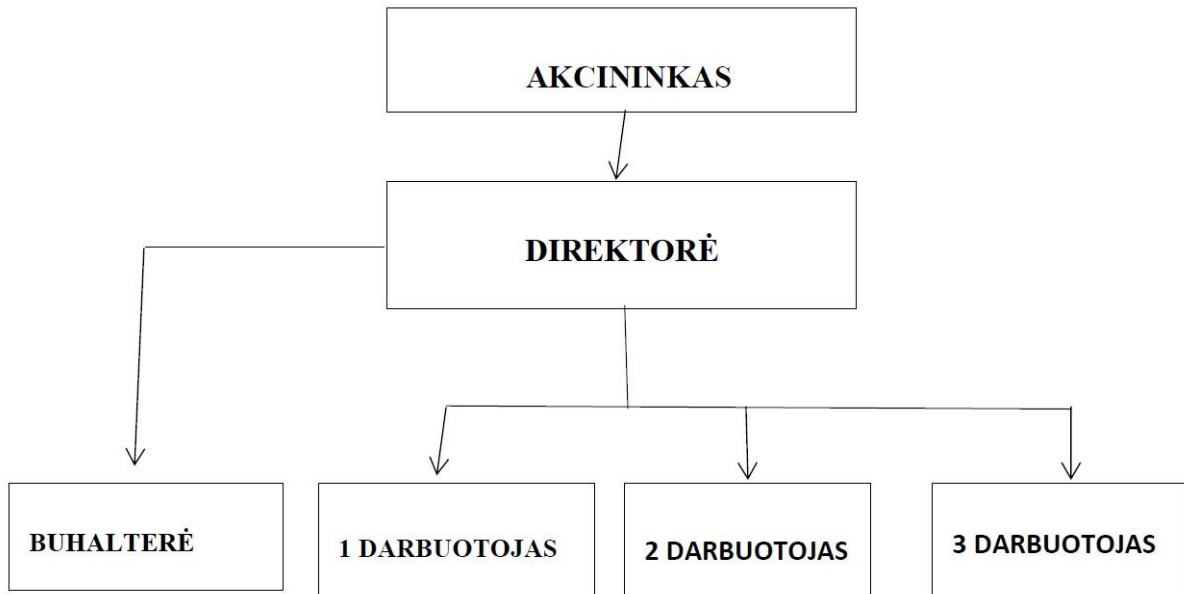 AKCININKAS
DIREKTORĖ
BUHALTERĖ
1 DARBUOTOJAS
2 DARBUOTOJAS
3 DARBUOTOJAS